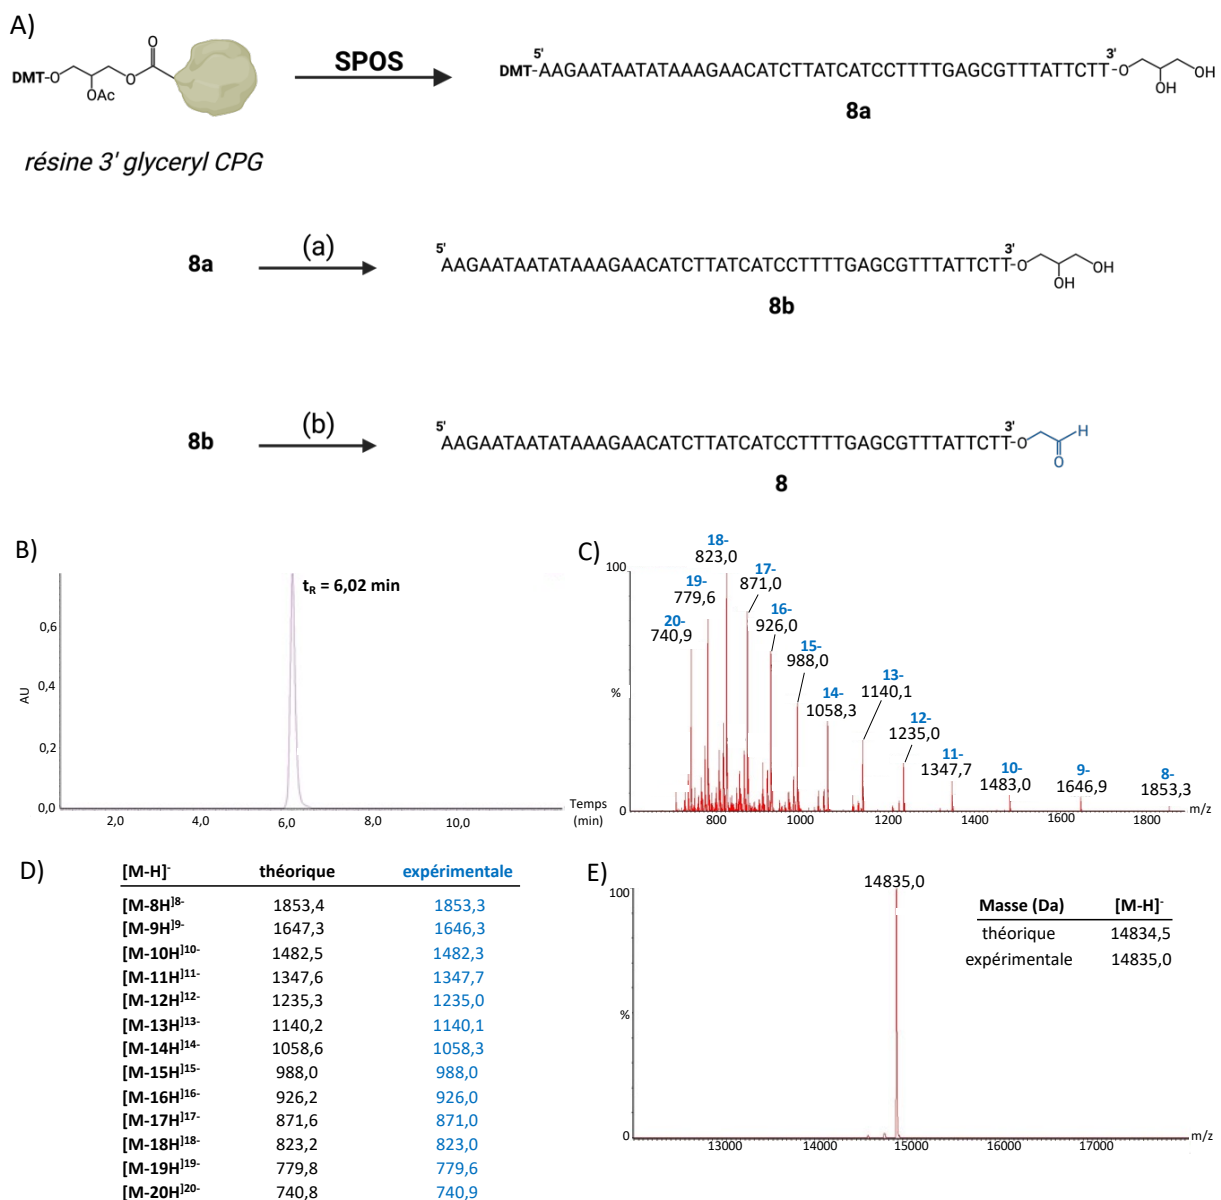 A)
DMT-O
O
O
OAc
SPOS
5'
3'
DMT-AAGAATAATATAAAGAACATCTTATCATCCTTTTGAGCGTTTATTCTT-O
OH
OH
8a
résine 3' glyceryl CPG
8a
(a)
5'
3'
AAGAATAATATAAAGAACATCTTATCATCCTTTTGAGCGTTTATTCTT-O
OH
OH
8b
8b
(b)
5'
3'
AAGAATAATATAAAGAACATCTTATCATCCTTTTGAGCGTTTATTCTT-O
H
O
8
B)
tR = 6,02 min
AU
0,6
0,4
0,2
0,0
2,0 4,0 6,0 8,0 10,0
Temps
(min)
C)
100
%
0
18-
823,0
17-
871,0
19-
779,6
16-
926,0
20-
740,9
15-
988,0
14-
1058,3
13-
1140,1
12-
1235,0
11-
1347,7
10-
1483,0
9-
1646,9
8-
1853,3
800 1000 1200 1400 1600 1800
m/z
D)
[M-H]- théorique expérimentale
[M-8H]8- 1853,4 1853,3
[M-9H]9- 1647,3 1646,3
[M-10H]10- 1482,5 1482,3
[M-11H]11- 1347,6 1347,7
[M-12H]12- 1235,3 1235,0
[M-13H]13- 1140,2 1140,1
[M-14H]14- 1058,6 1058,3
[M-15H]15- 988,0 988,0
[M-16H]16- 926,2 926,0
[M-17H]17- 871,6 871,0
[M-18H]18- 823,2 823,0
[M-19H]19- 779,8 779,6
[M-20H]20- 740,8 740,9
E)
100
%
0
14835,0
Masse (Da) [M-H]-
théorique 14834,5
expérimentale 14835,0
13000 14000 15000 16000 17000
m/z